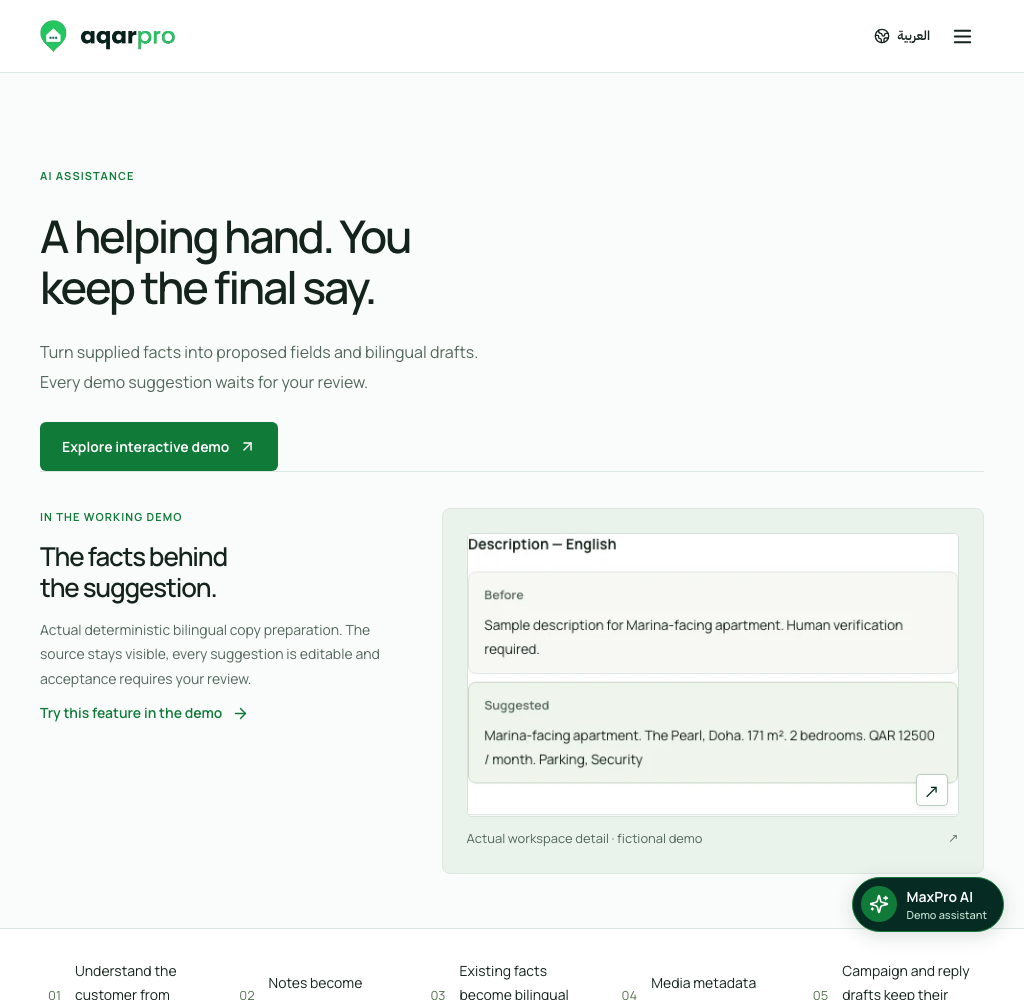 aqarpro
العربية
AI ASSISTANCE
A helping hand. You
keep the final say.
Turn supplied facts into proposed fields and bilingual drafts.
Every demo suggestion waits for your review.
Explore interactive demo
IN THE WORKING DEMO
The facts behind
the suggestion.
Actual deterministic bilingual copy preparation. The
source stays visible, every suggestion is editable and
acceptance requires your review.
Try this feature in the demo
Description — English
Before
Sample description for Marina-facing apartment. Human verification
required.
Suggested
Marina-facing apartment. The Pearl, Doha. 171 m². 2 bedrooms. QAR 12500
/ month. Parking, Security
Actual workspace detail · fictional demo
MaxPro AI
Demo assistant
01
Understand the
customer from
02
Notes become
03
Existing facts
become bilingual
04
Media metadata
05
Campaign and reply
drafts keep their